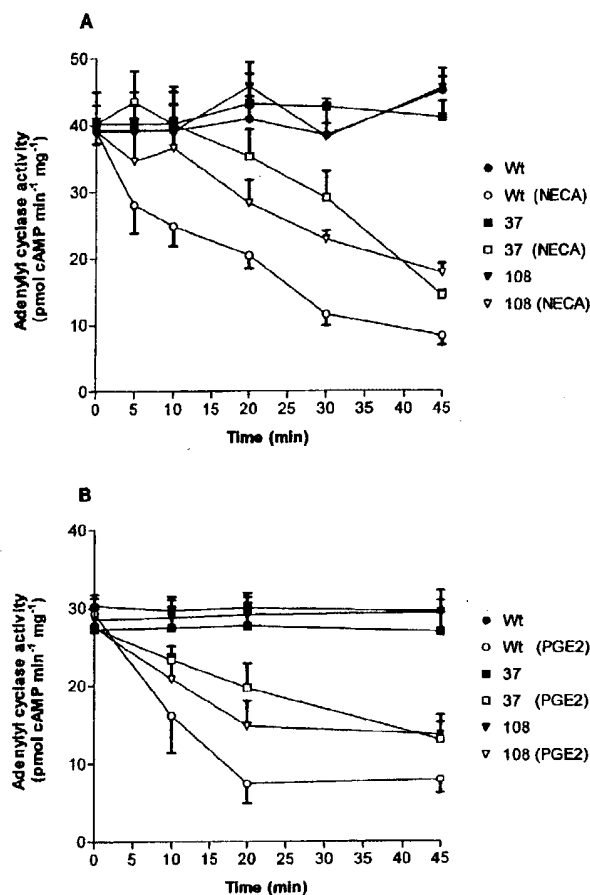 A
Adenylyl cyclase activity
(pmol cAMP min⁻¹ mg⁻¹)
50
40
30
20
10
0
0 5 10 15 20 25 30 35 40 45
Time (min)
Wt
Wt (NECA)
37
37 (NECA)
108
108 (NECA)
B
Adenylyl cyclase activity
(pmol cAMP min⁻¹ mg⁻¹)
40
30
20
10
0
0 5 10 15 20 25 30 35 40 45
Time (min)
Wt
Wt (PGE2)
37
37 (PGE2)
108
108 (PGE2)